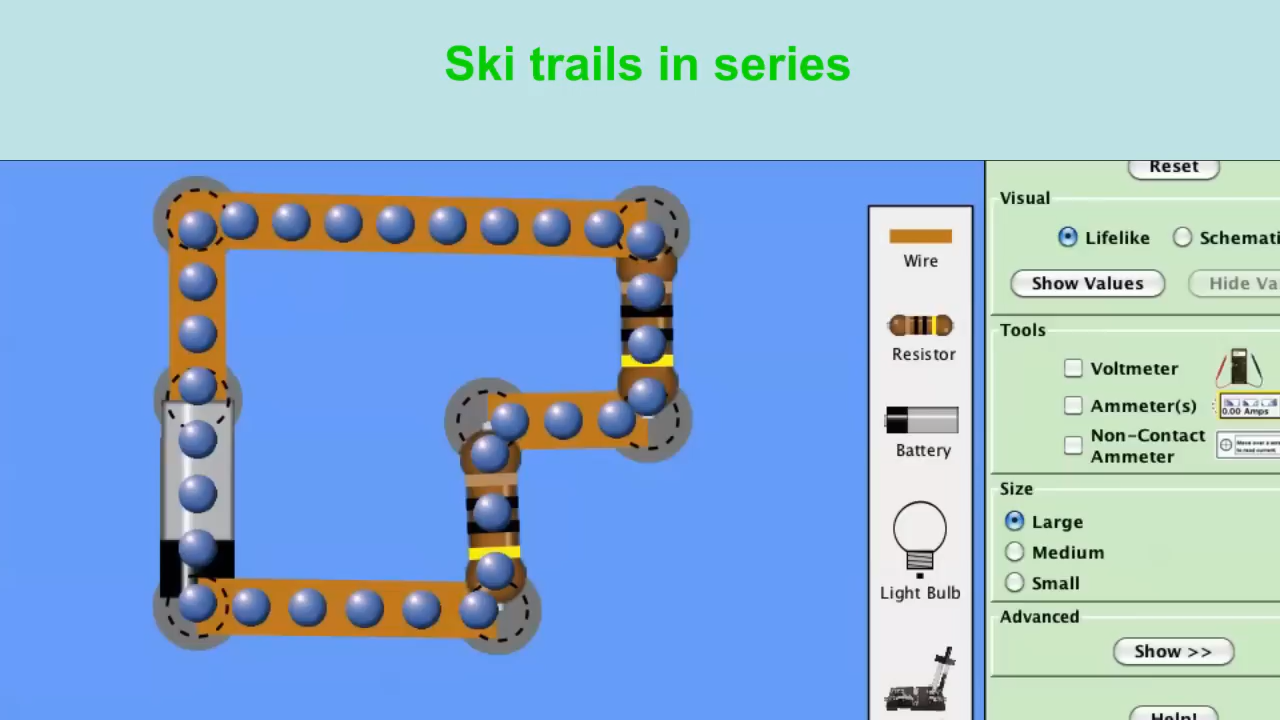 Ski trails in series
Reset
Visual
Lifelike
Schemati
Show Values
Hide Va
Wire
Resistor
Battery
Light Bulb
Tools
Voltmeter
Ammeter(s)
0.00 Amps
Non-Contact
Ammeter
Size
Large
Medium
Small
Advanced
Show >>
Help!